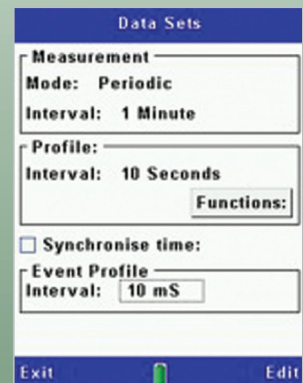 Data Sets
Measurement
Mode: Periodic
Interval: 1 Minute
Profile:
Interval: 10 Seconds
Functions:
Synchronise time:
Event Profile
Interval: 10 mS
Exit Edit